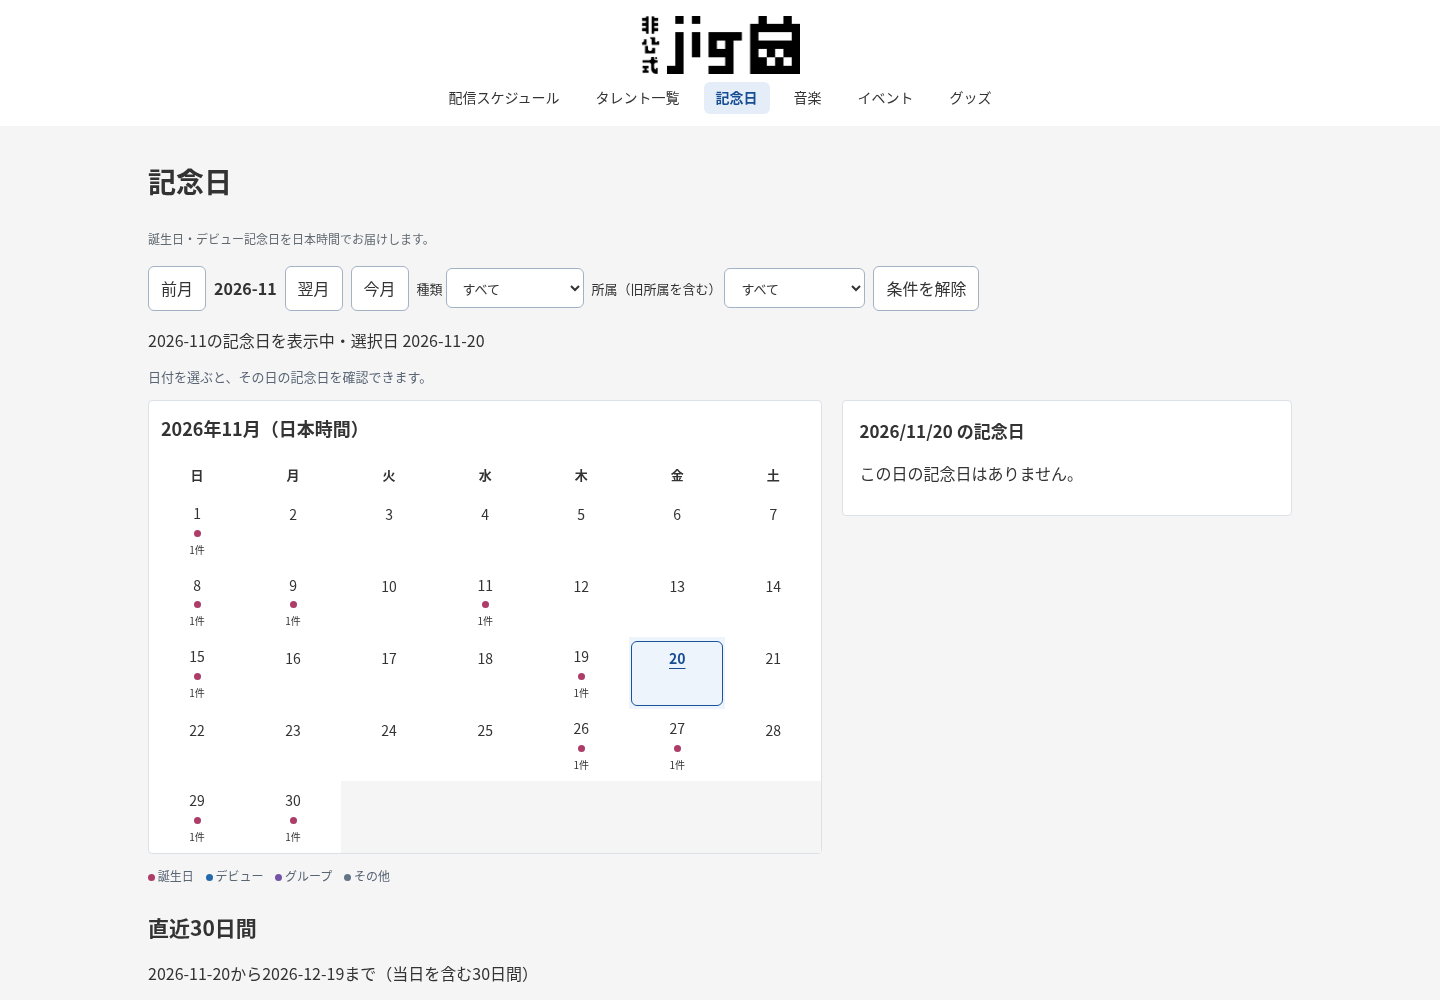 非公式 jig図
配信スケジュール タレント一覧 記念日 音楽 イベント グッズ
記念日
誕生日・デビュー記念日を日本時間でお届けします。
前月 2026-11 翌月 今月 種類 すべて 所属（旧所属を含む） すべて 条件を解除
2026-11の記念日を表示中・選択日 2026-11-20
日付を選ぶと、その日の記念日を確認できます。
2026年11月（日本時間）
日 月 火 水 木 金 土
1 2 3 4 5 6 7
1件
8 9 10 11 12 13 14
1件 1件 1件
15 16 17 18 19 20 21
1件 1件
22 23 24 25 26 27 28
1件 1件
29 30
1件 1件
誕生日 デビュー グループ その他
2026/11/20 の記念日
この日の記念日はありません。
直近30日間
2026-11-20から2026-12-19まで（当日を含む30日間）